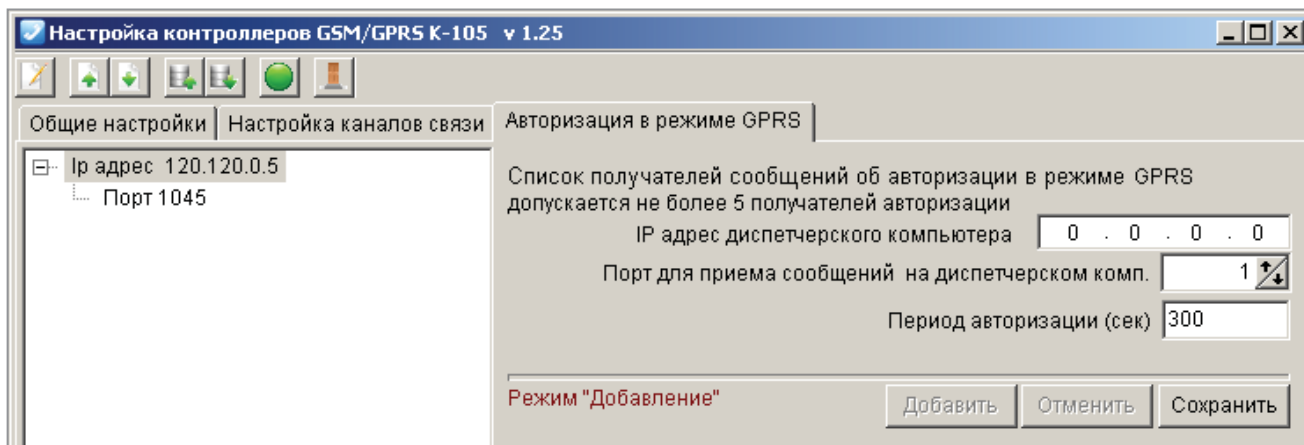 Настройка контроллеров GSM/GPRS K-105 v 1.25
Общие настройки Настройка каналов связи Авторизация в режиме GPRS
Ip адрес 120.120.0.5
Порт 1045
Список получателей сообщений об авторизации в режиме GPRS
допускается не более 5 получателей авторизации
IP адрес диспетчерского компьютера 0 . 0 . 0 . 0
Порт для приема сообщений на диспетчерском комп. 1
Период авторизации (сек) 300
Режим "Добавление" Добавить Отменить Сохранить